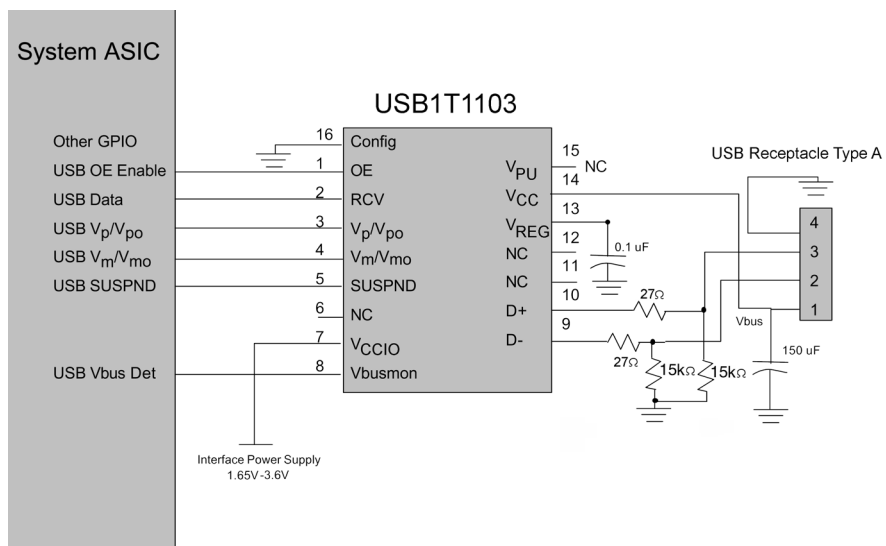 System ASIC
USB1T1103
Other GPIO
USB OE Enable
USB Data
USB Vp/Vpo
USB Vm/Vmo
USB SUSPND
USB Vbus Det
16
1
2
3
4
5
6
7
8
Config
OE
RCV
Vp/Vpo
Vm/Vmo
SUSPND
NC
VCCIO
Vbusmon
VPU
VCC
VREG
NC
NC
D+
D-
15
NC
14
13
12
11
10
9
0.1 uF
27Ω
27Ω
15kΩ
15kΩ
USB Receptacle Type A
4
3
2
1
Vbus
150 uF
Interface Power Supply
1.65V-3.6V